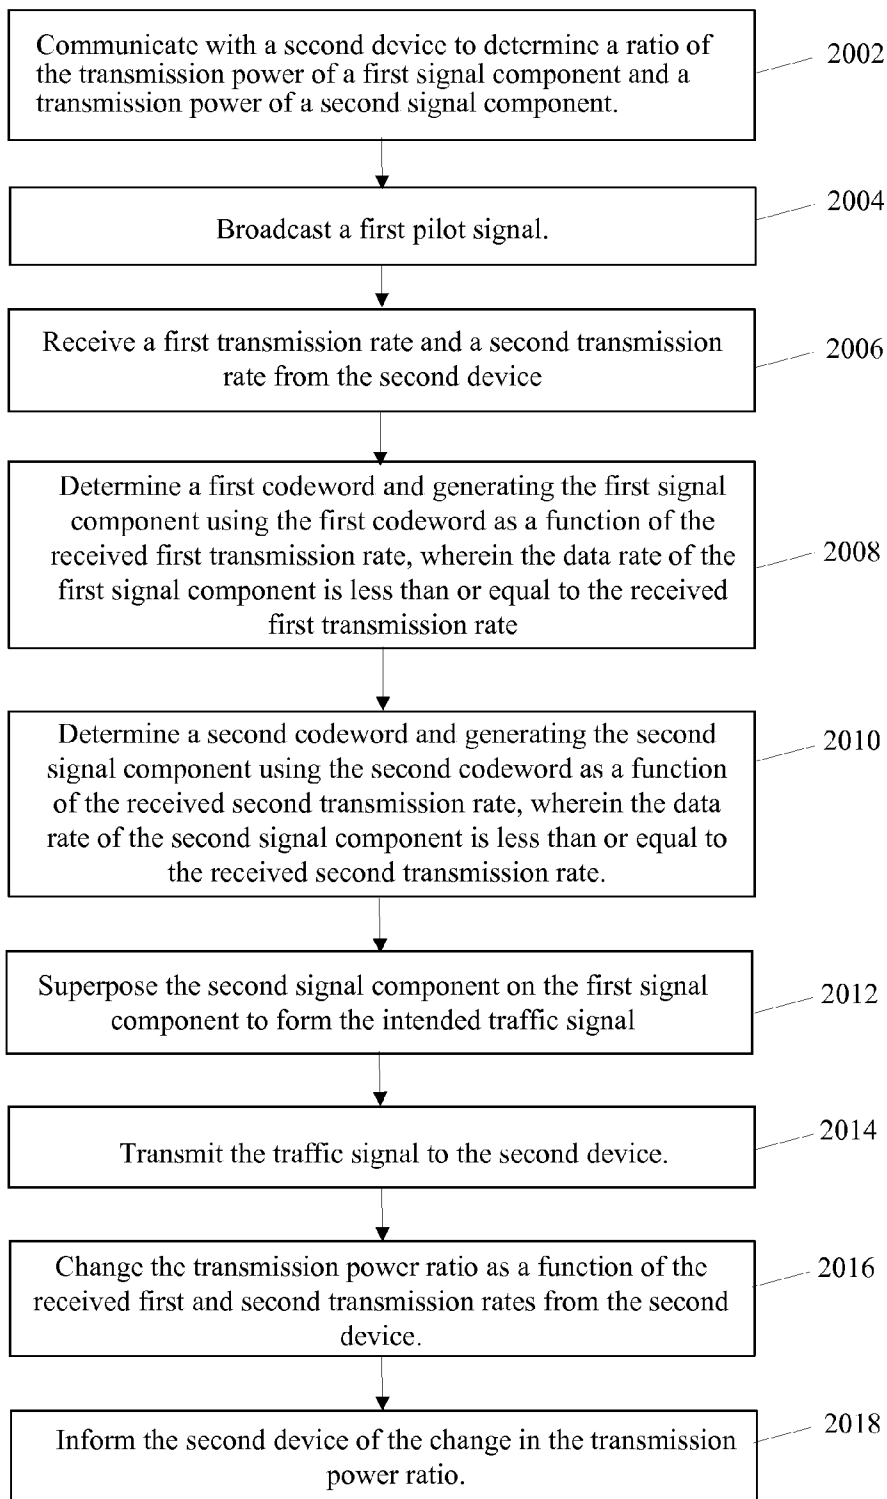 Communicate with a second device to determine a ratio of
the transmission power of a first signal component and a
transmission power of a second signal component.
2002
Broadcast a first pilot signal.
2004
Receive a first transmission rate and a second transmission
rate from the second device
2006
Determine a first codeword and generating the first signal
component using the first codeword as a function of the
received first transmission rate, wherein the data rate of the
first signal component is less than or equal to the received
first transmission rate
2008
Determine a second codeword and generating the second
signal component using the second codeword as a function
of the received second transmission rate, wherein the data
rate of the second signal component is less than or equal to
the received second transmission rate.
2010
Superpose the second signal component on the first signal
component to form the intended traffic signal
2012
Transmit the traffic signal to the second device.
2014
Change the transmission power ratio as a function of the
received first and second transmission rates from the second
device.
2016
Inform the second device of the change in the transmission
power ratio.
2018